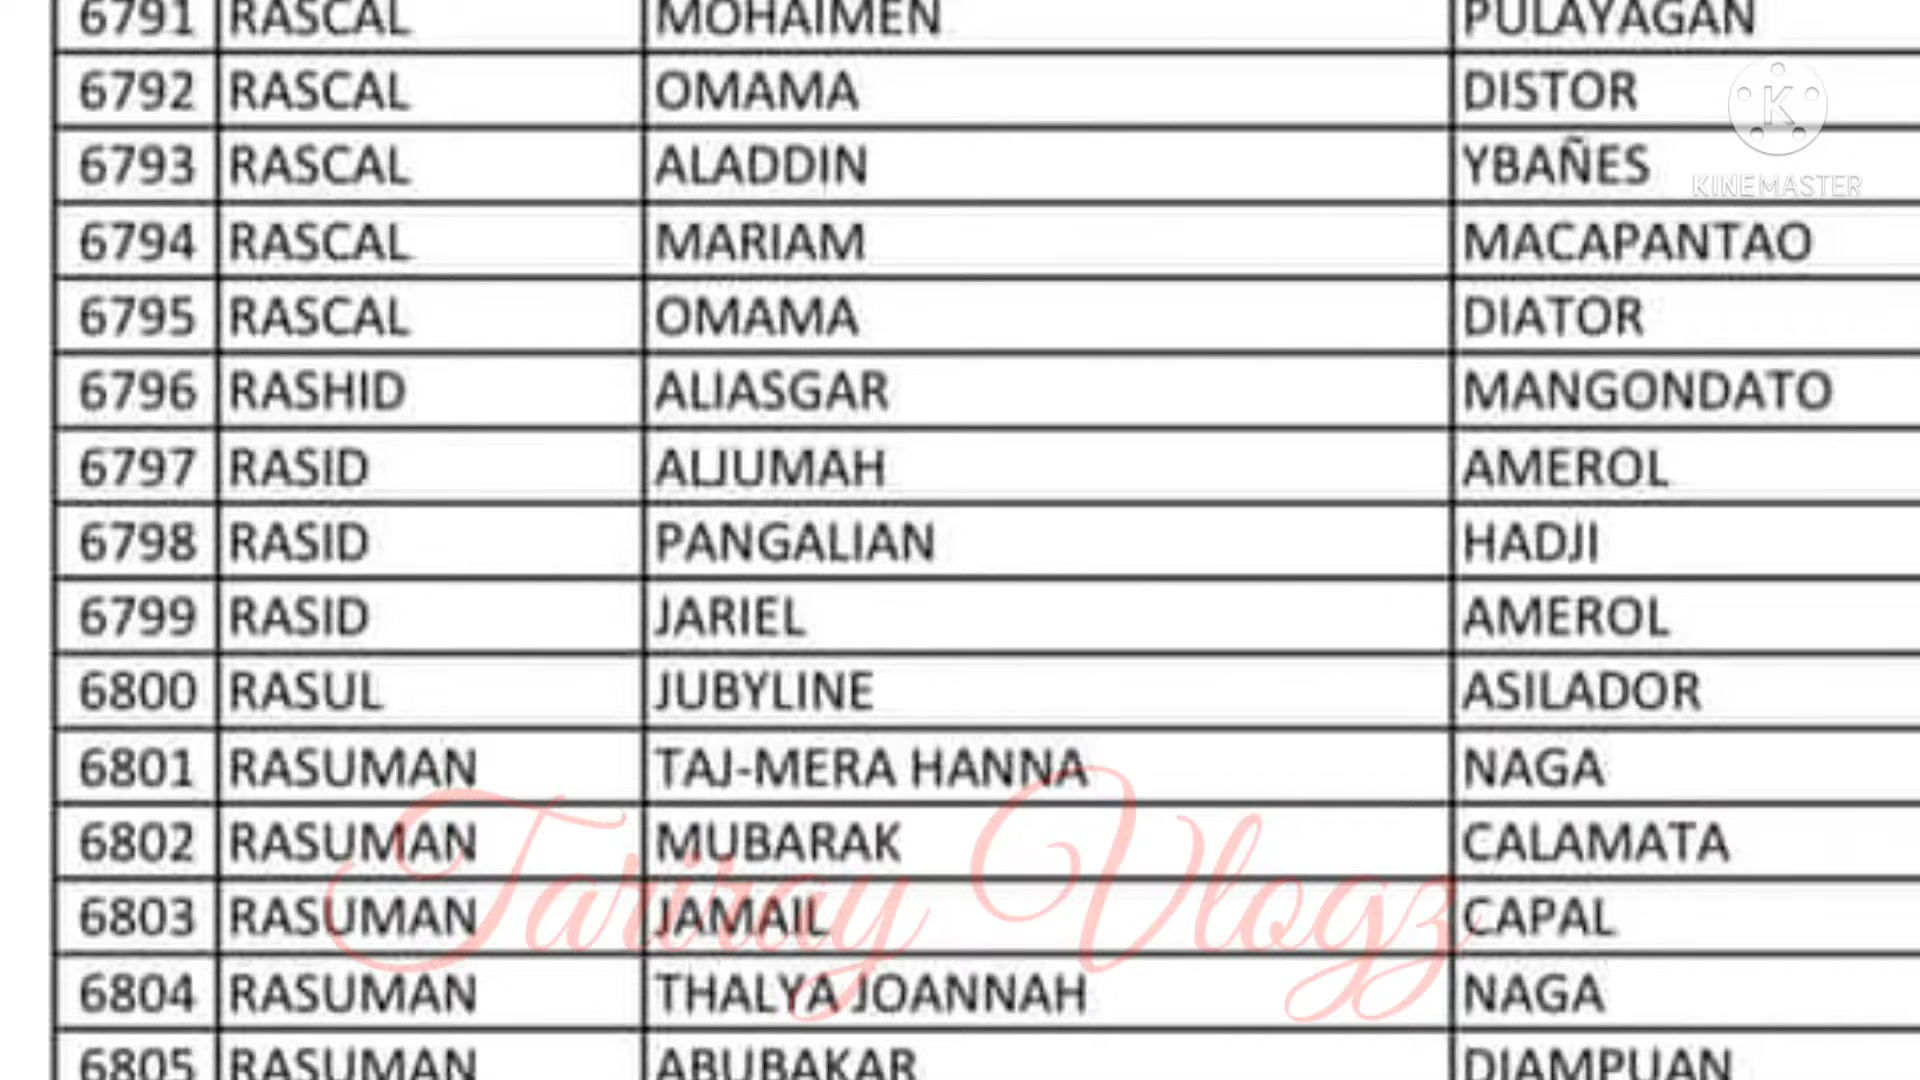 6791 RASCAL MOHAIMEN PULAYAGAN
6792 RASCAL OMAMA DISTOR
6793 RASCAL ALADDIN YBAÑES
6794 RASCAL MARIAM MACAPANTAO
6795 RASCAL OMAMA DIATOR
6796 RASHID ALIASGAR MANGONDATO
6797 RASID ALJUMAH AMEROL
6798 RASID PANGALIAN HADJI
6799 RASID JARIEL AMEROL
6800 RASUL JUBYLINE ASILADOR
6801 RASUMAN TAJ-MERA HANNA NAGA
6802 RASUMAN MUBARAK CALAMATA
6803 RASUMAN JAMAIL CAPAL
6804 RASUMAN THALYA JOANNAH NAGA
6805 RASUMAN ABUBAKAR DIAMPUAN
K
KINEMASTER
Tariray Vlogz